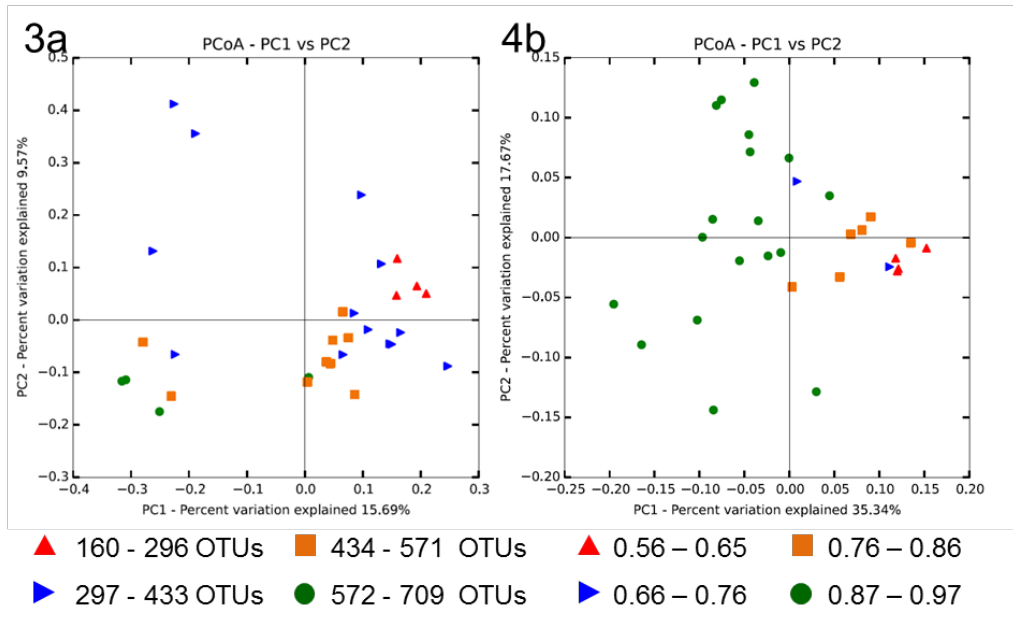 3a
PCoA - PC1 vs PC2
0.5
0.4
0.3
0.2
0.1
0.0
−0.1
−0.2
−0.3
PC2 - Percent variation explained 9.57%
−0.4 −0.3 −0.2 −0.1 0.0 0.1 0.2 0.3
PC1 - Percent variation explained 15.69%
4b
PCoA - PC1 vs PC2
0.15
0.10
0.05
0.00
−0.05
−0.10
−0.15
−0.20
PC2 - Percent variation explained 17.67%
−0.25 −0.20 −0.15 −0.10 −0.05 0.00 0.05 0.10 0.15 0.20
PC1 - Percent variation explained 35.34%
160 - 296 OTUs 434 - 571 OTUs 0.56 – 0.65 0.76 – 0.86
297 - 433 OTUs 572 - 709 OTUs 0.66 – 0.76 0.87 – 0.97